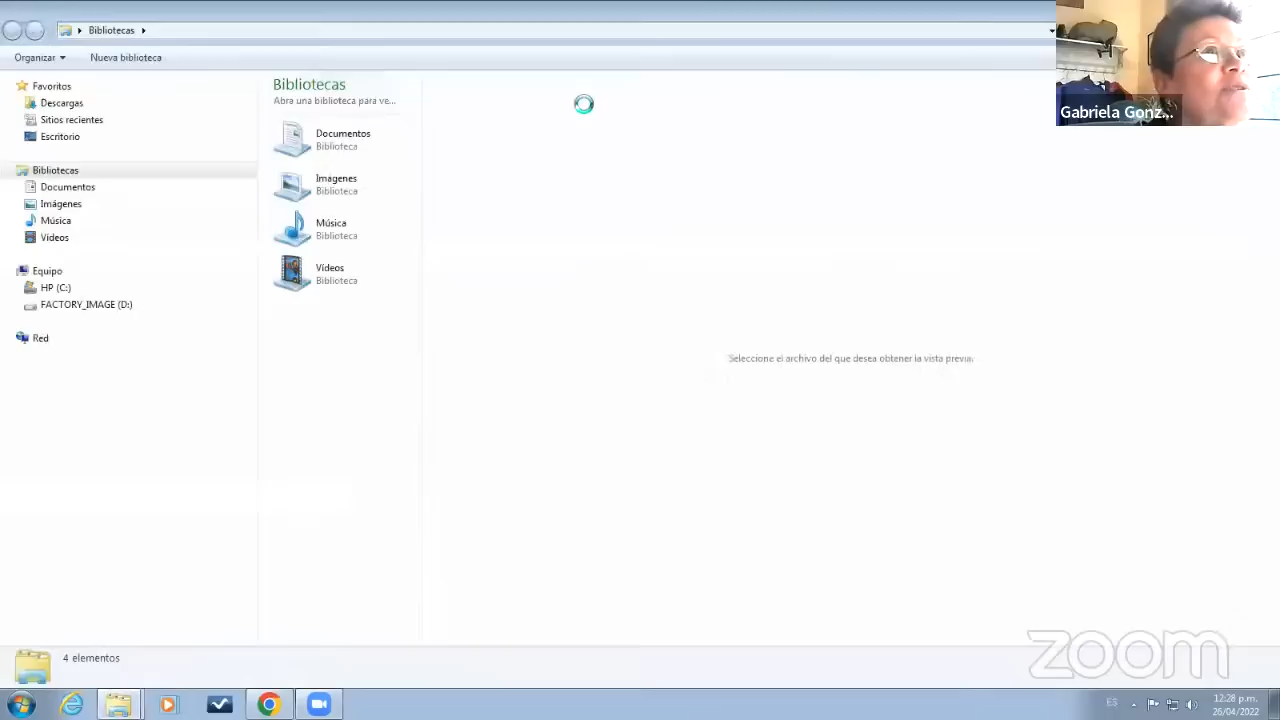 Bibliotecas
Organizar
Nueva biblioteca
Favoritos
Descargas
Sitios recientes
Escritorio
Bibliotecas
Documentos
Imágenes
Música
Vídeos
Equipo
HP (C:)
FACTORY_IMAGE (D:)
Red
Bibliotecas
Abra una biblioteca para ve...
Documentos
Biblioteca
Imágenes
Biblioteca
Música
Biblioteca
Vídeos
Biblioteca
Seleccione el archivo del que desea obtener la vista previa.
Gabriela Gonz...
4 elementos
zoom
ES
12:28 p.m.
26/04/2022